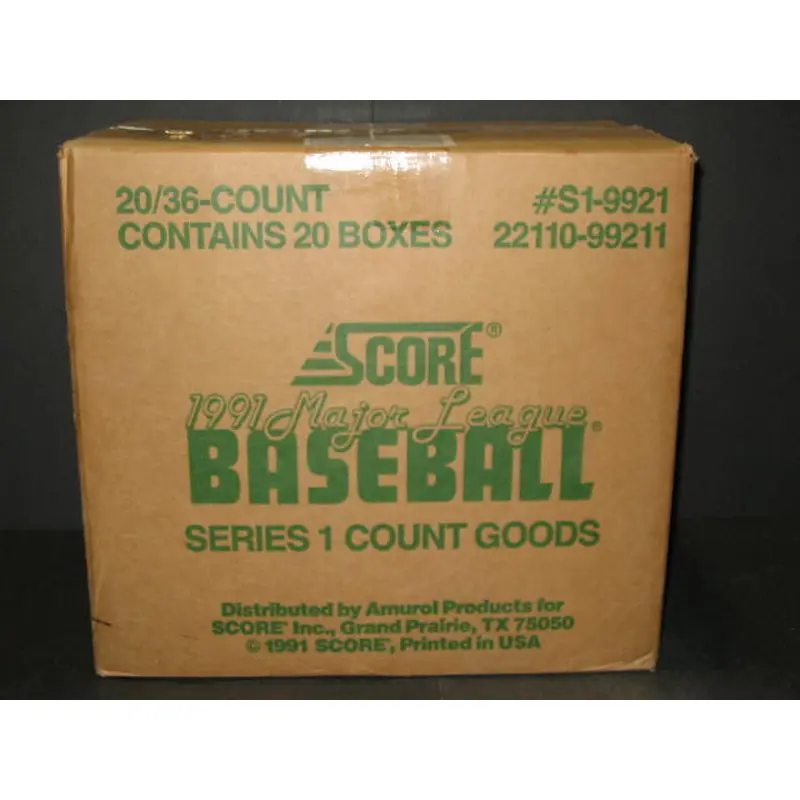 20/36-COUNT #S1-9921
CONTAINS 20 BOXES 22110-99211
SCORE®
1991 Major League
BASEBALL®
SERIES 1 COUNT GOODS
Distributed by Amurol Products for
SCORE® Inc., Grand Prairie, TX 75050
© 1991 SCORE®, Printed in USA